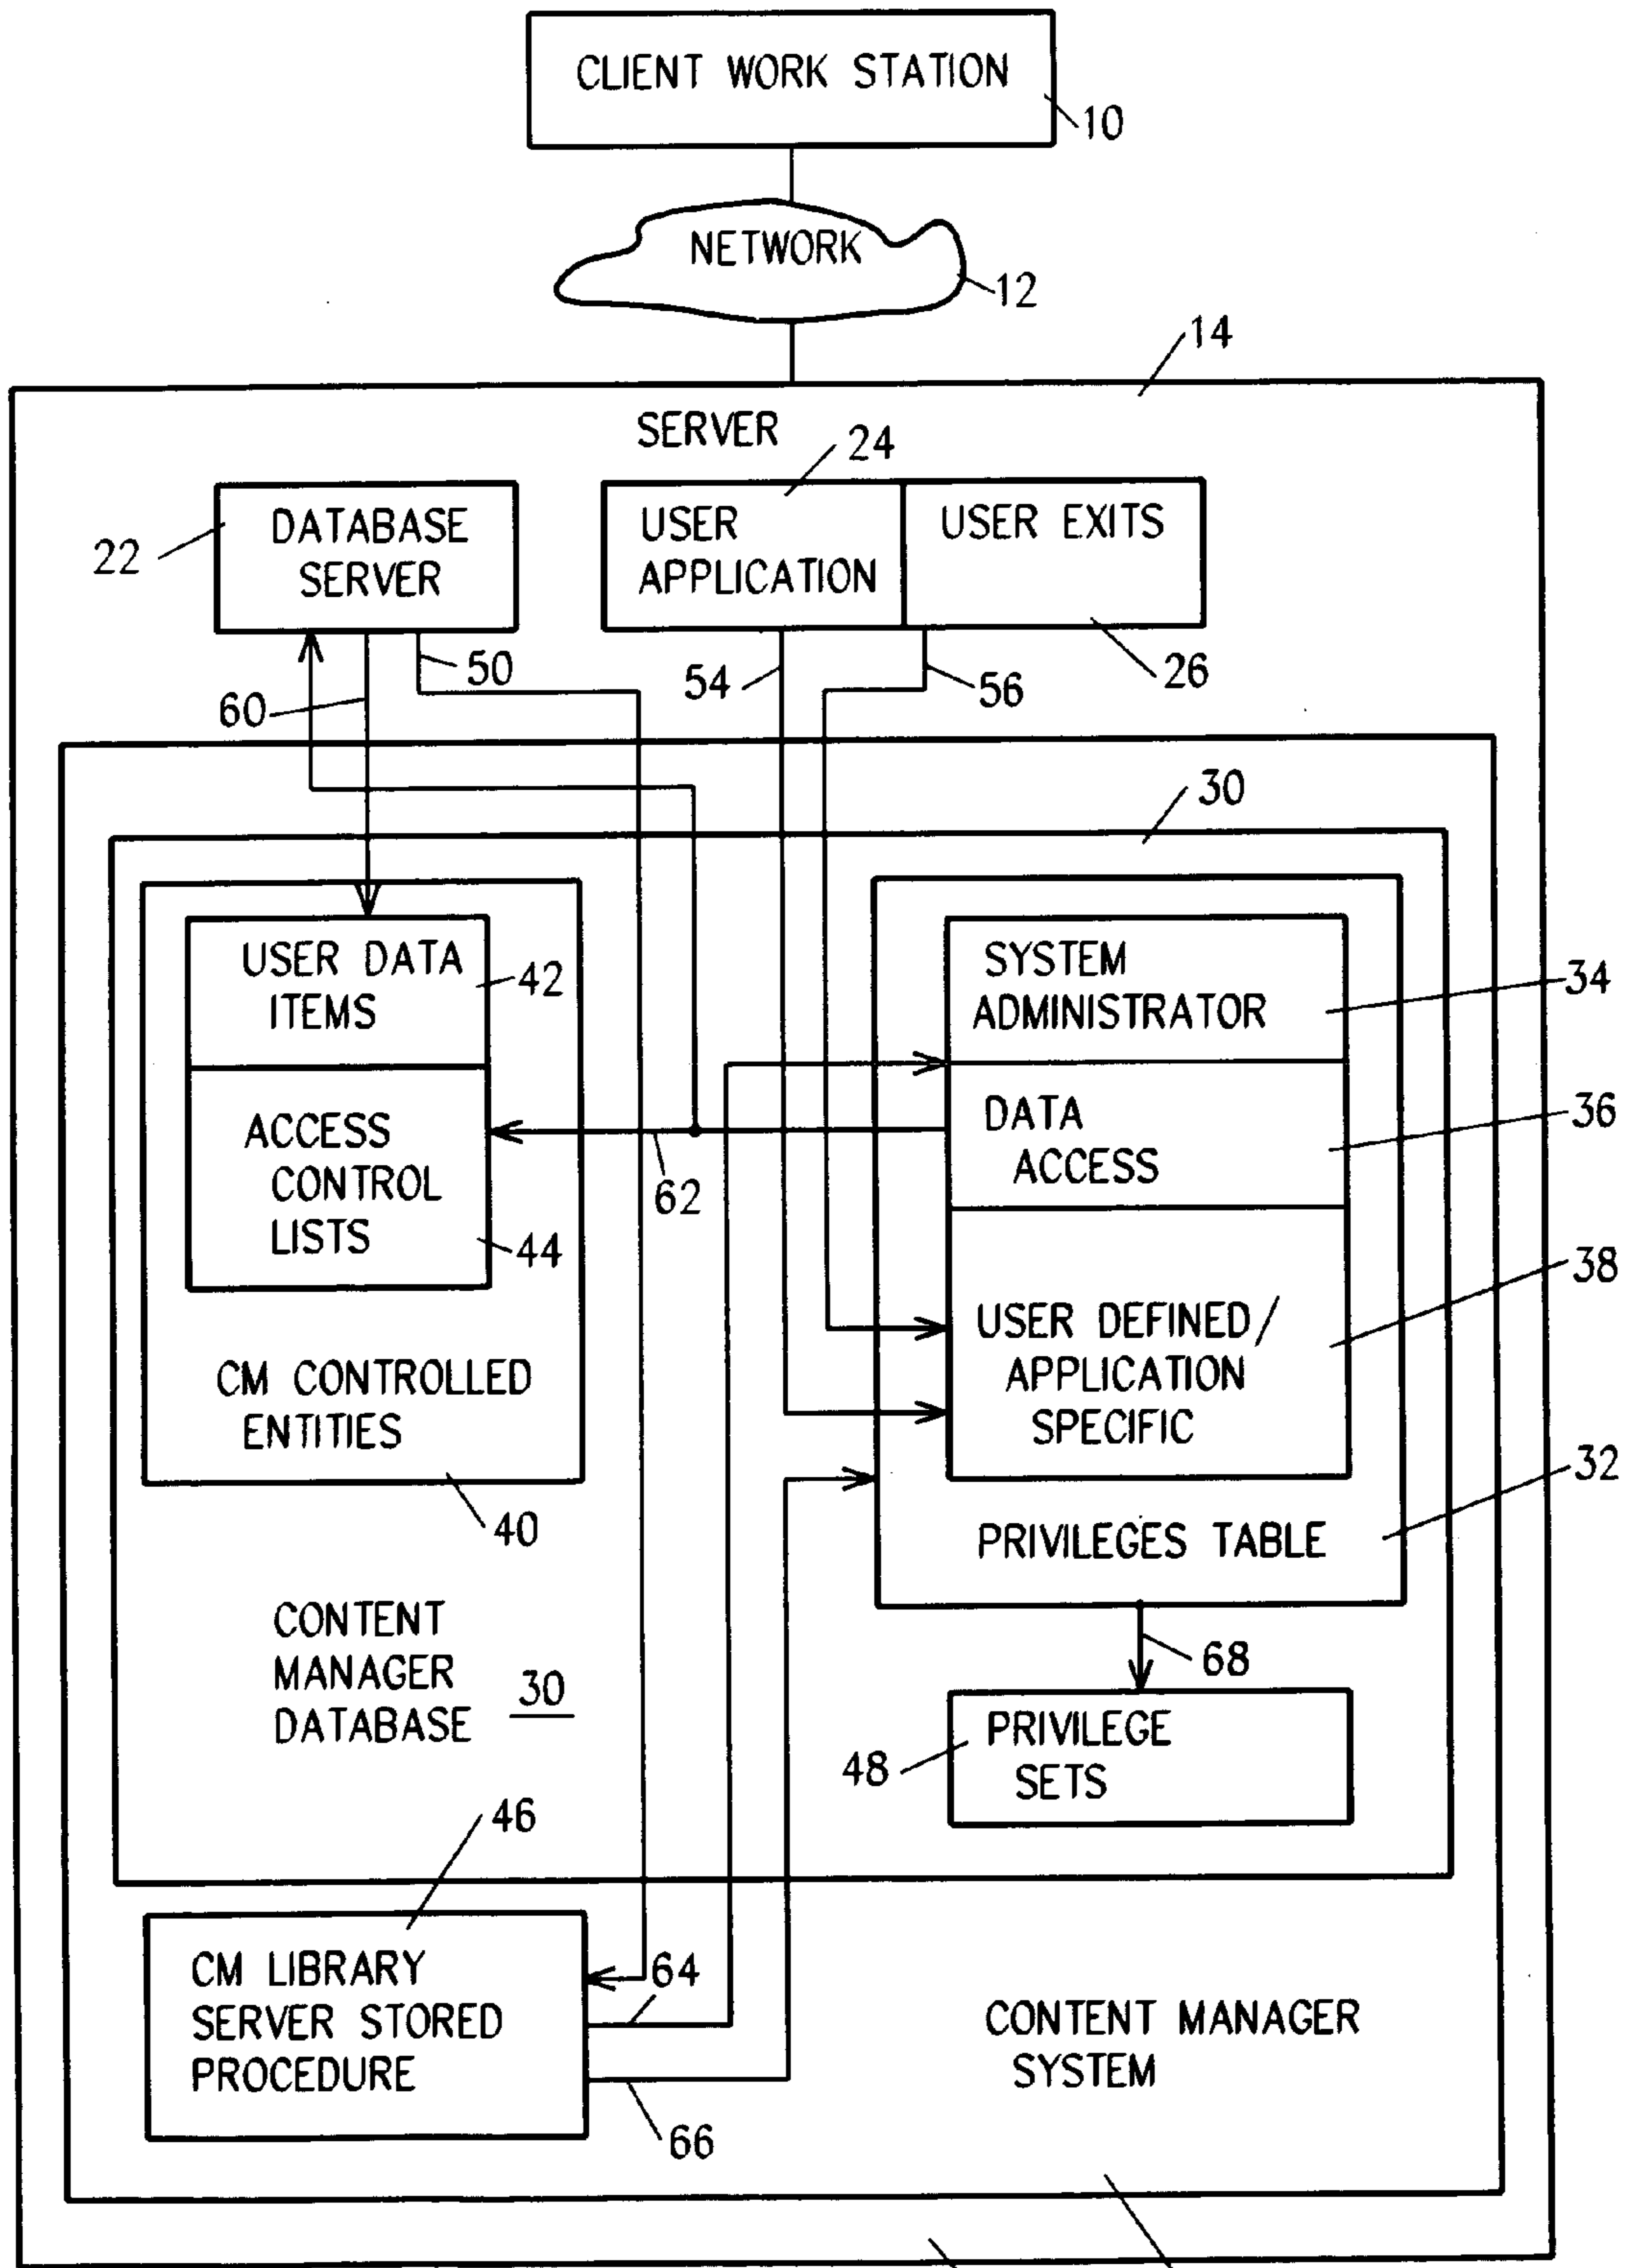 CLIENT WORK STATION
10
NETWORK
12
14
SERVER
24
22
DATABASE
SERVER
USER
APPLICATION
USER EXITS
50
54
56
26
60
30
USER DATA
ITEMS
42
SYSTEM
ADMINISTRATOR
34
ACCESS
CONTROL
LISTS
44
62
DATA
ACCESS
36
38
USER DEFINED/
APPLICATION
SPECIFIC
CM CONTROLLED
ENTITIES
40
32
PRIVILEGES TABLE
CONTENT
MANAGER
DATABASE
30
68
48
PRIVILEGE
SETS
46
CM LIBRARY
SERVER STORED
PROCEDURE
64
66
CONTENT MANAGER
SYSTEM